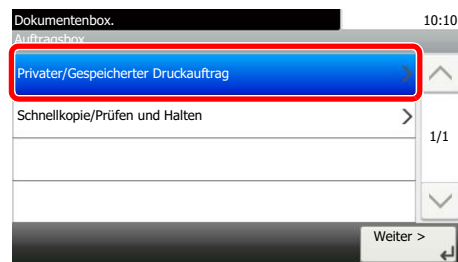 Dokumentenbox. 10:10
Auftragsbox
Privater/Gespeicherter Druckauftrag
Schnellkopie/Prüfen und Halten
1/1
Weiter >